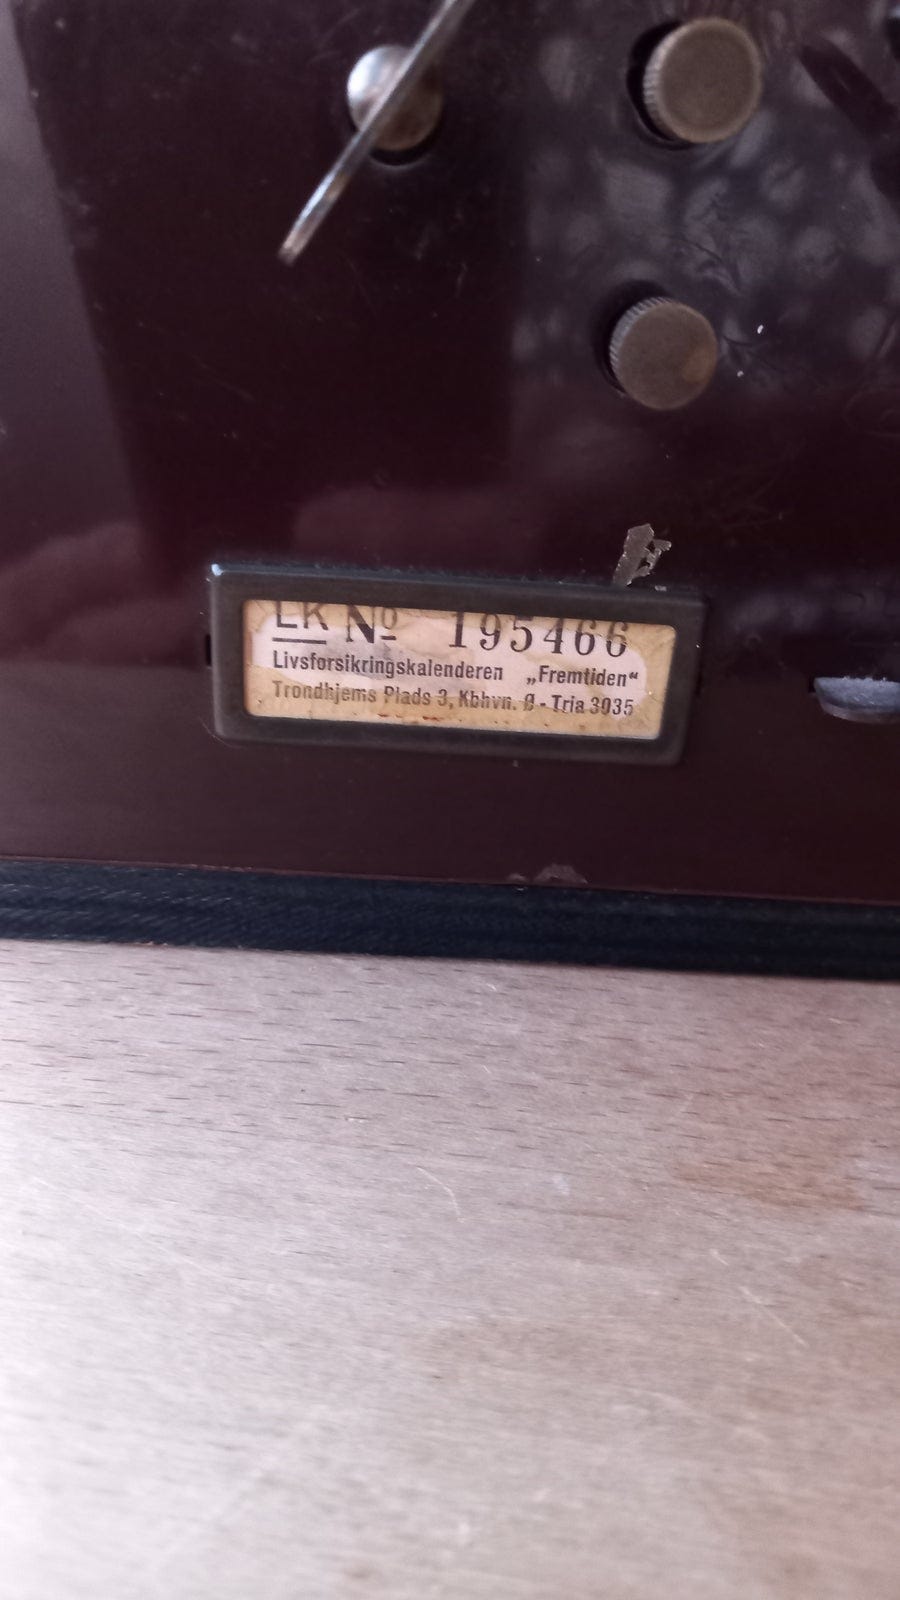 LK Nº 195466
Livsforsikringskalenderen „Fremtiden“
Trondhjems Plads 3, Kbhvn. Ø - Tria 3035